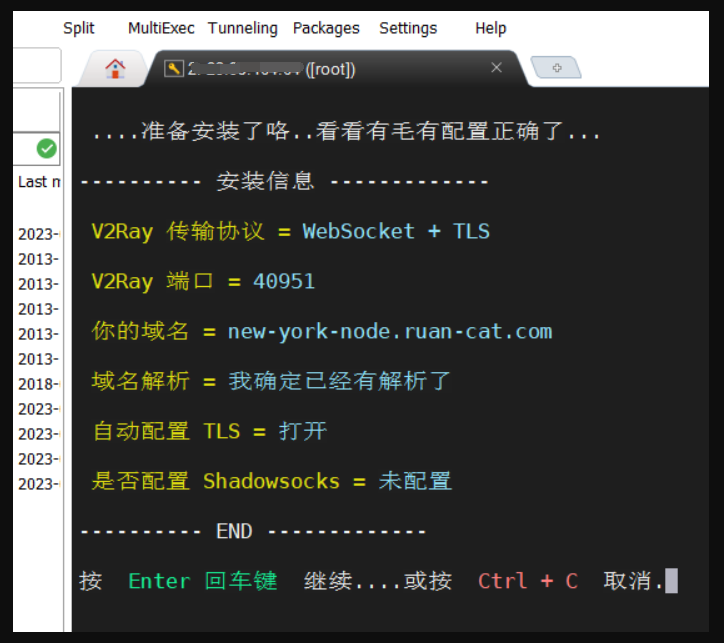 Split MultiExec Tunneling Packages Settings Help
([root])
....准备安装了咯..看看有毛有配置正确了...
---------- 安装信息 -------------
Last m
V2Ray 传输协议 = WebSocket + TLS
2023-
2013-
V2Ray 端口 = 40951
2013-
2013-
你的域名 = new-york-node.ruan-cat.com
2013-
2013-
域名解析 = 我确定已经有解析了
2018-
2023-
自动配置 TLS = 打开
2023-
2023-
是否配置 Shadowsocks = 未配置
2023-
---------- END -------------
按 Enter 回车键 继续....或按 Ctrl + C 取消.